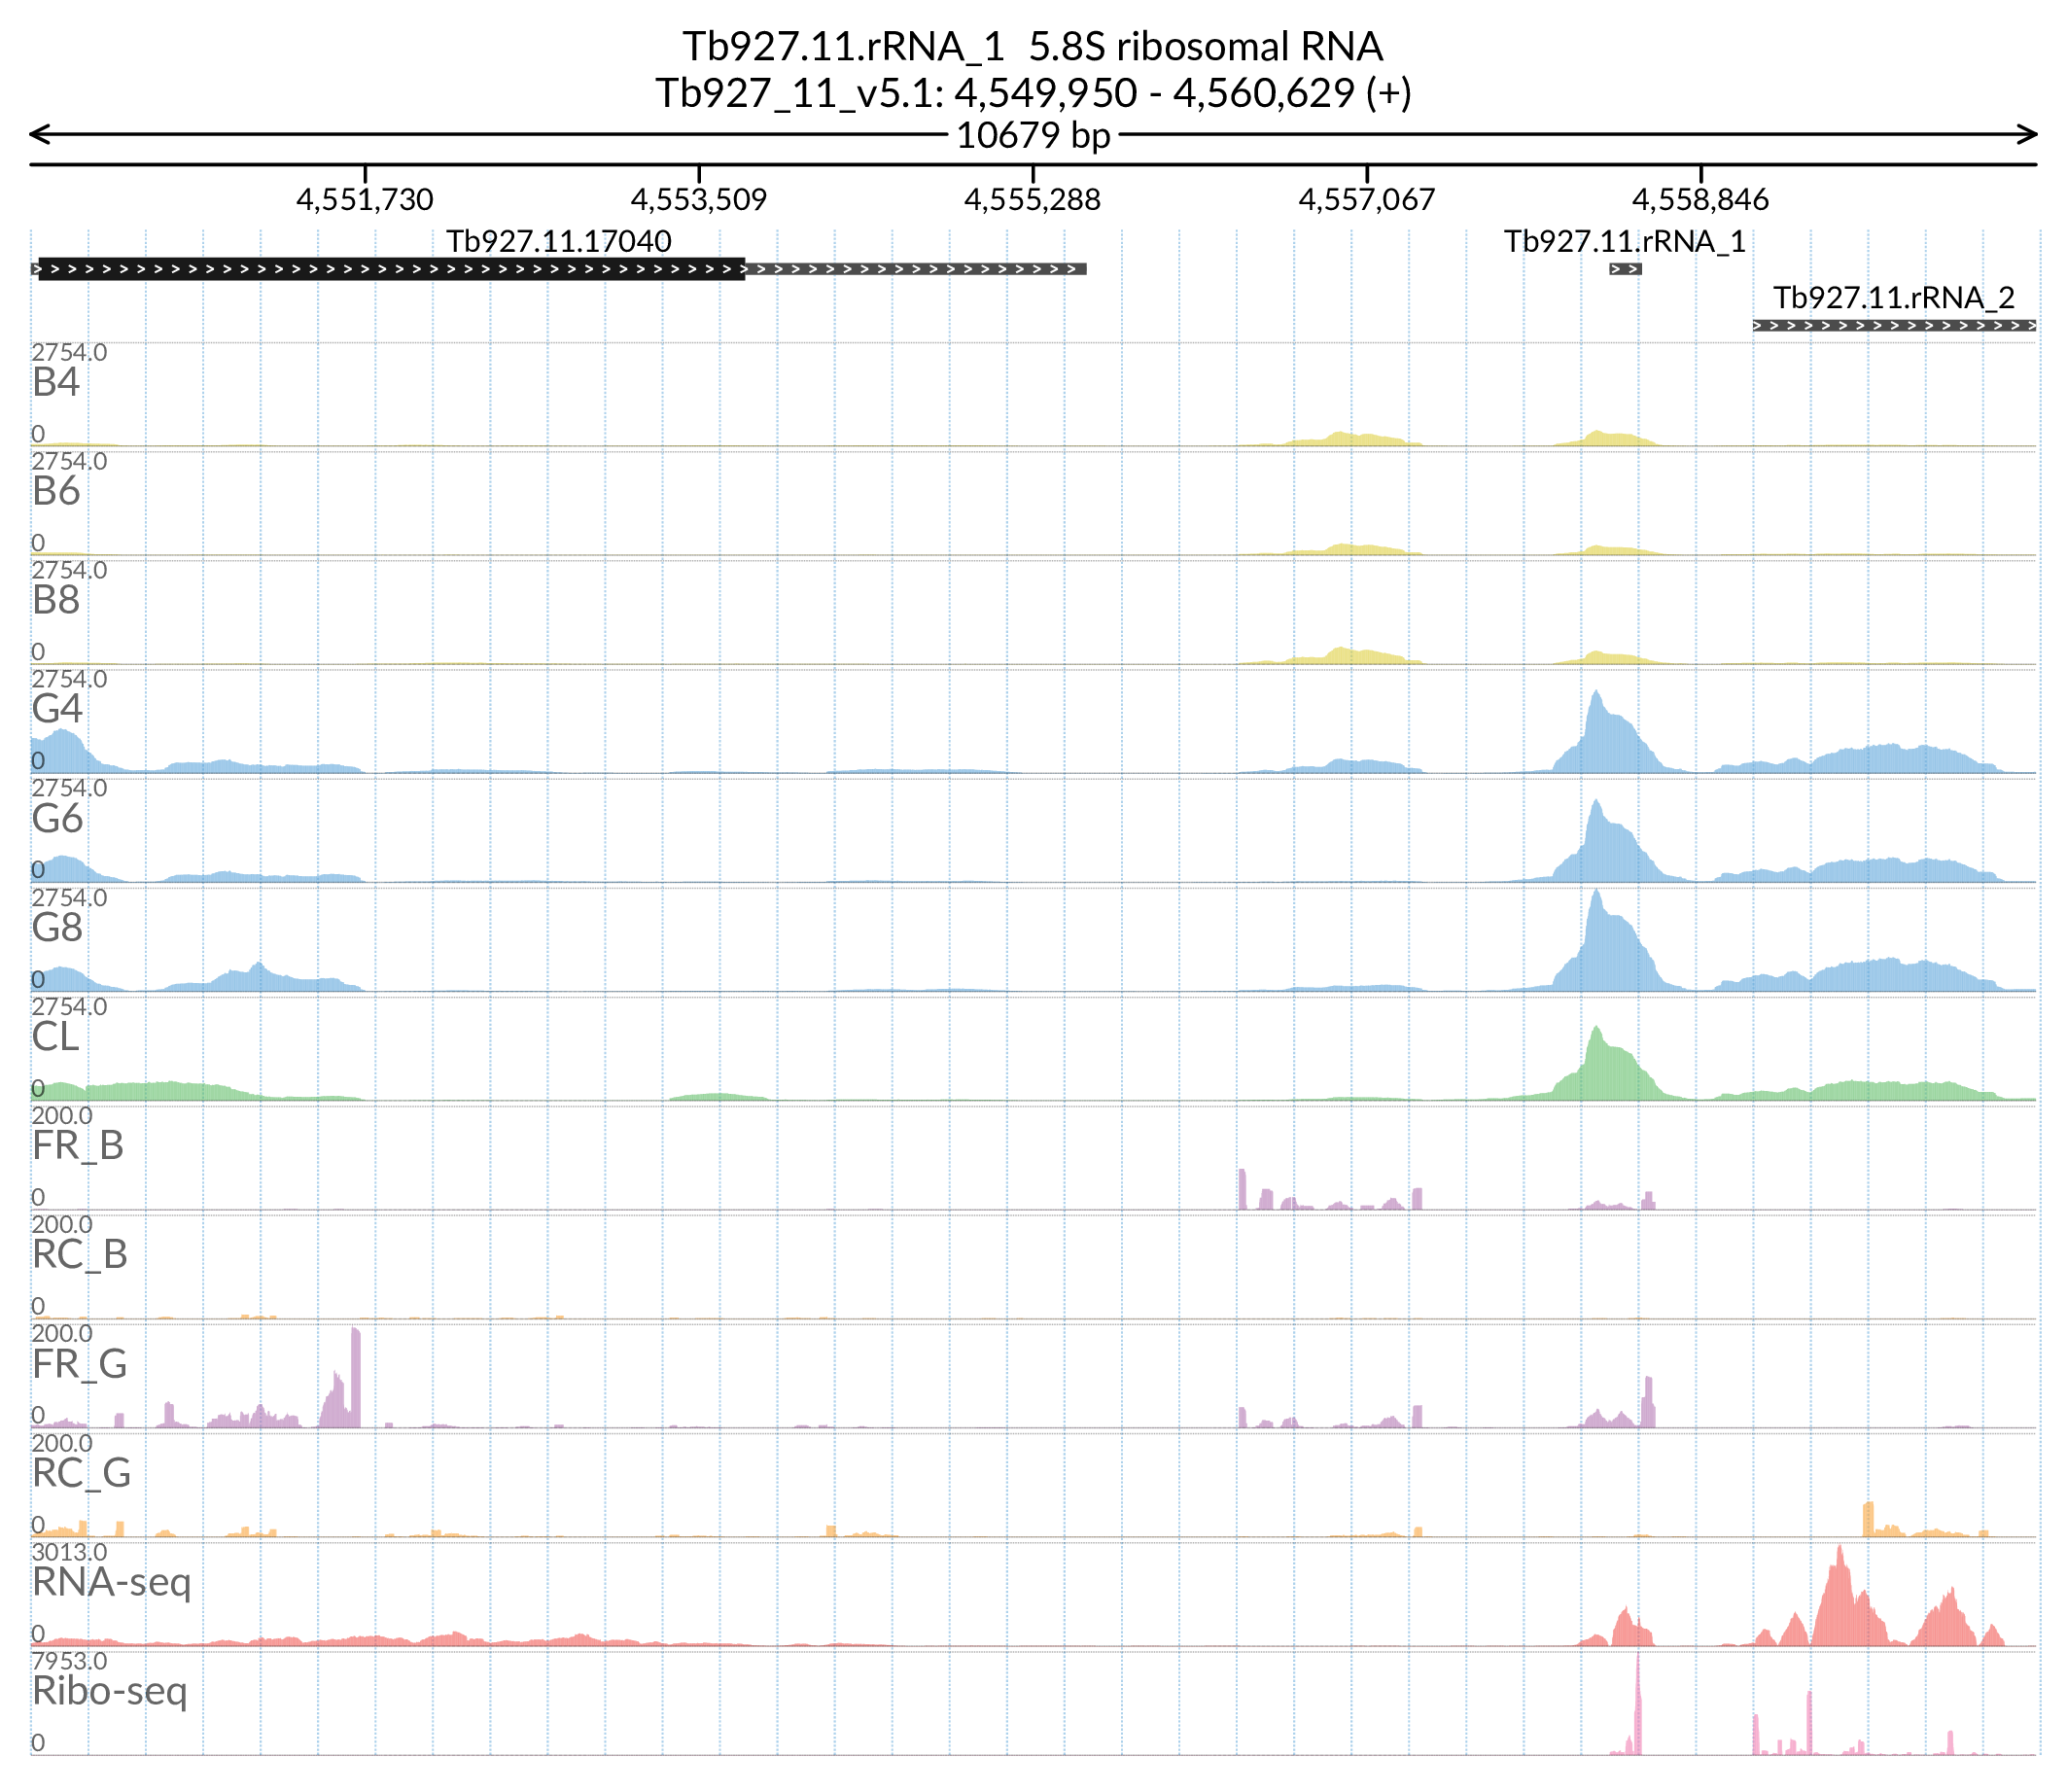 Tb927.11.rRNA_1  5.8S ribosomal RNA
Tb927_11_v5.1: 4,549,950 - 4,560,629 (+)
10679 bp
4,551,730 4,553,509 4,555,288 4,557,067 4,558,846
Tb927.11.17040 Tb927.11.rRNA_1
Tb927.11.rRNA_2
2754.0
B4
0
2754.0
B6
0
2754.0
B8
0
2754.0
G4
0
2754.0
G6
0
2754.0
G8
0
2754.0
CL
0
200.0
FR_B
0
200.0
RC_B
0
200.0
FR_G
0
200.0
RC_G
0
3013.0
RNA-seq
0
7953.0
Ribo-seq
0